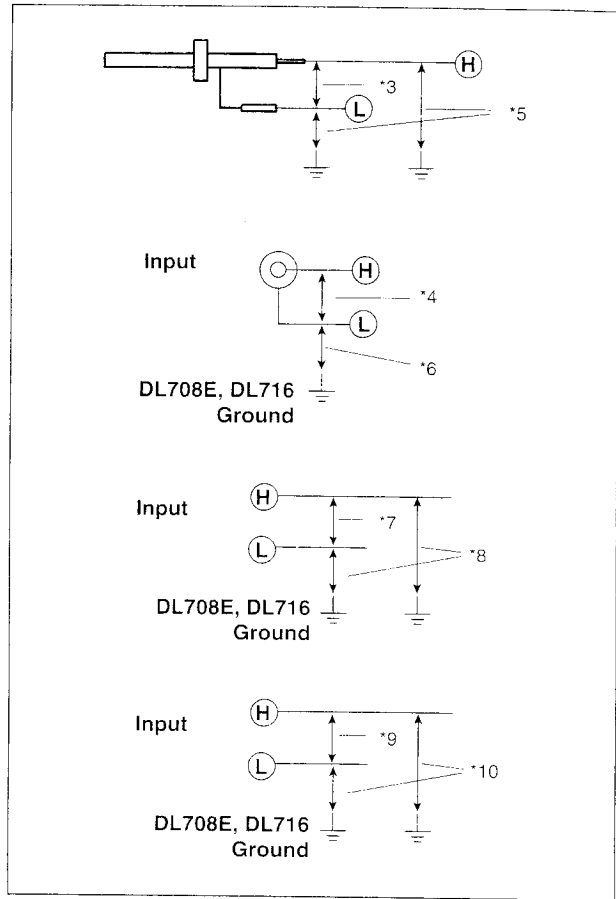 H
*3
L
*5
Input
H
*4
L
*6
DL708E, DL716
Ground
Input
H
*7
L
*8
DL708E, DL716
Ground
Input
H
*9
L
*10
DL708E, DL716
Ground